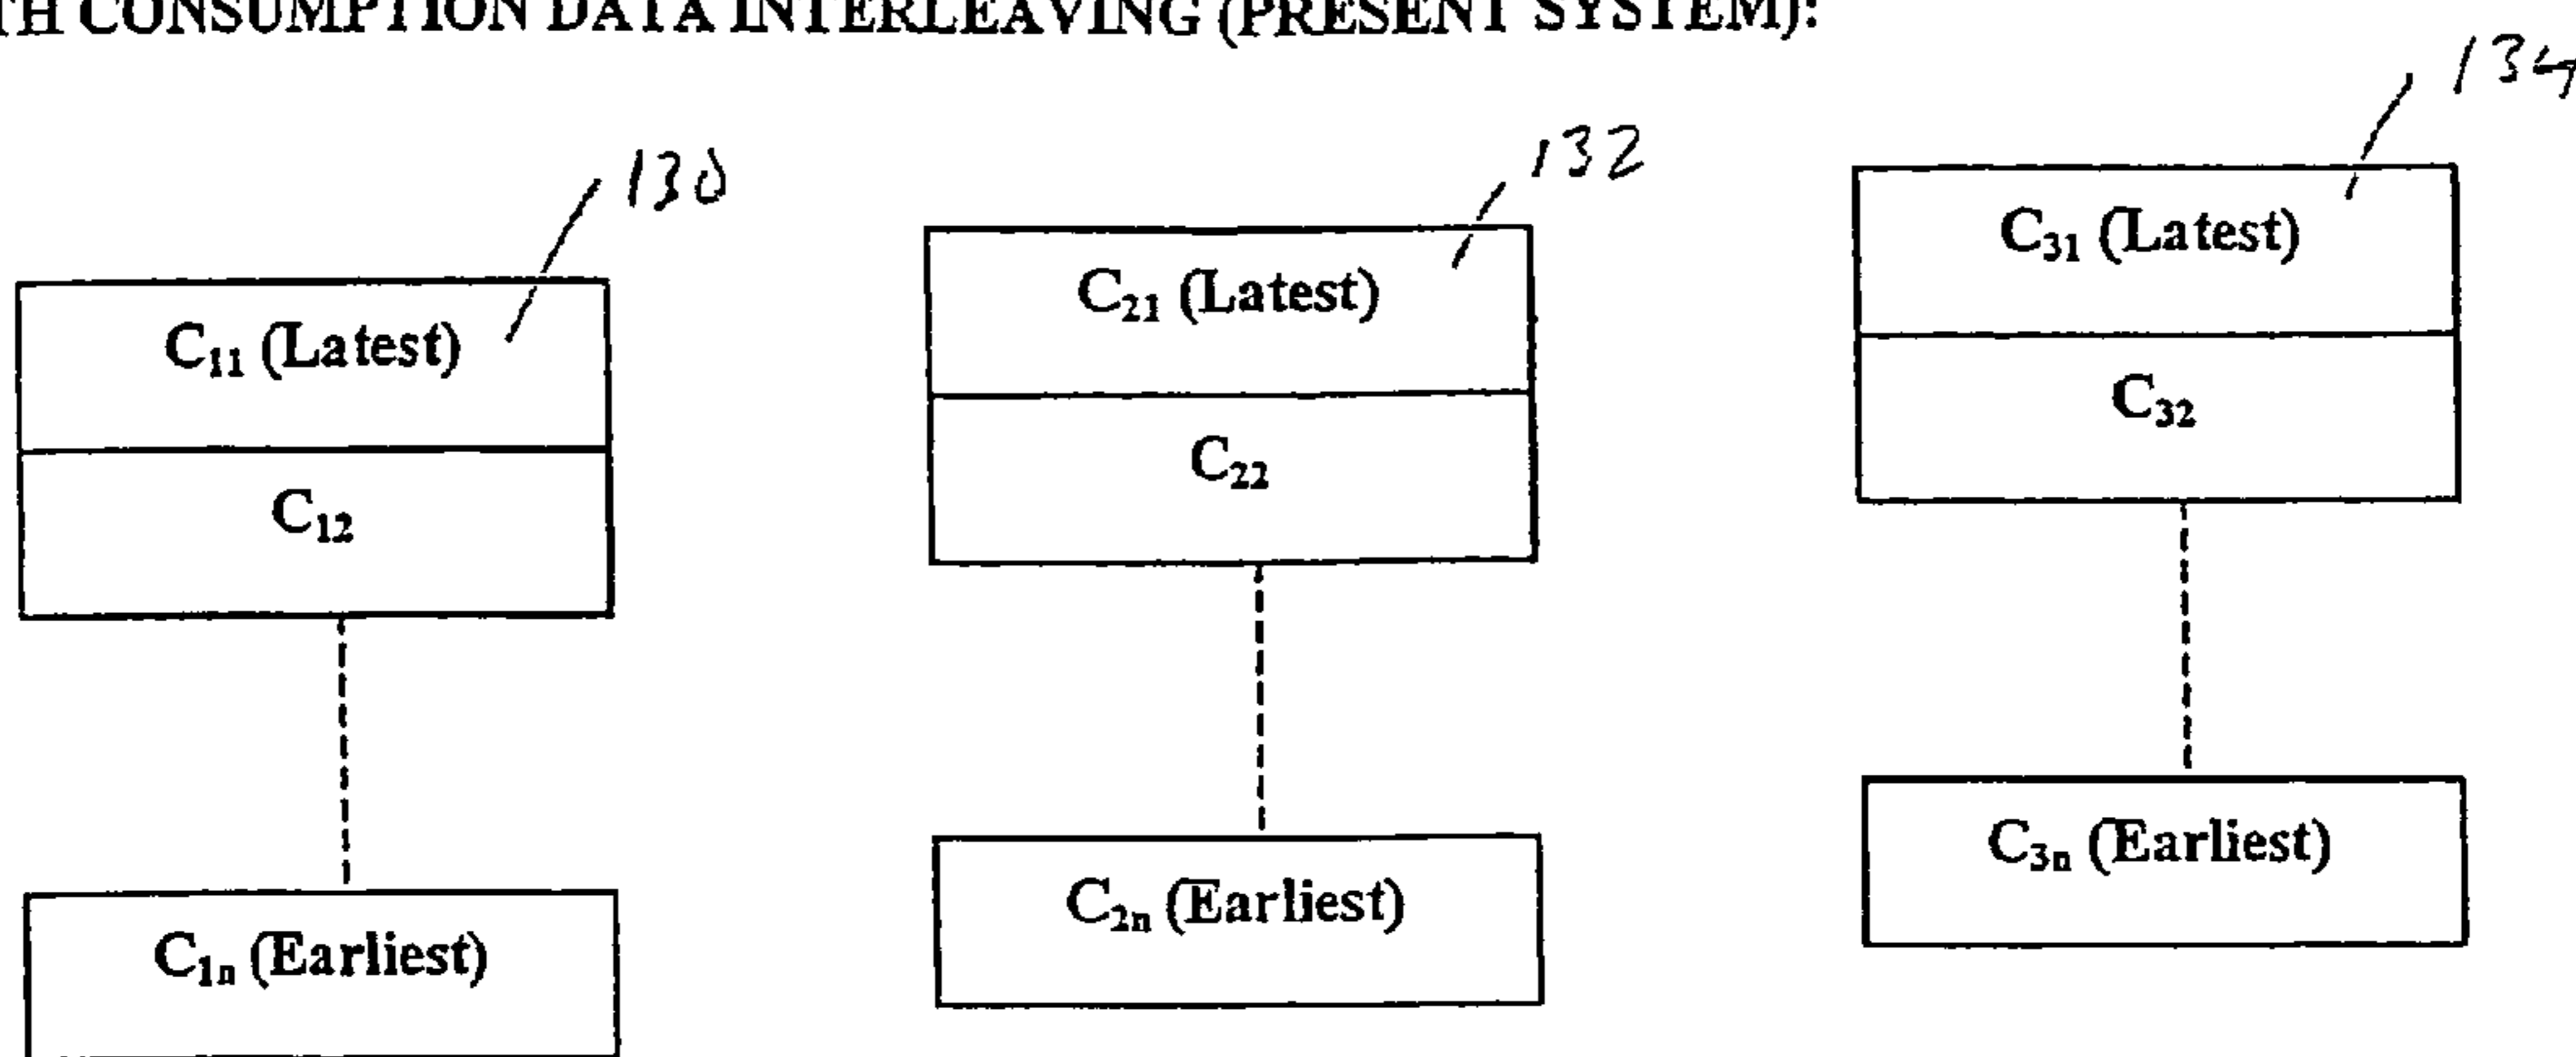 TH CONSUMPTION DATA INTERLEAVING (PRESENT SYSTEM):
134
132
130
C₃₁ (Latest)
C₂₁ (Latest)
C₁₁ (Latest)
C₃₂
C₂₂
C₁₂
C₃ₙ (Earliest)
C₂ₙ (Earliest)
C₁ₙ (Earliest)